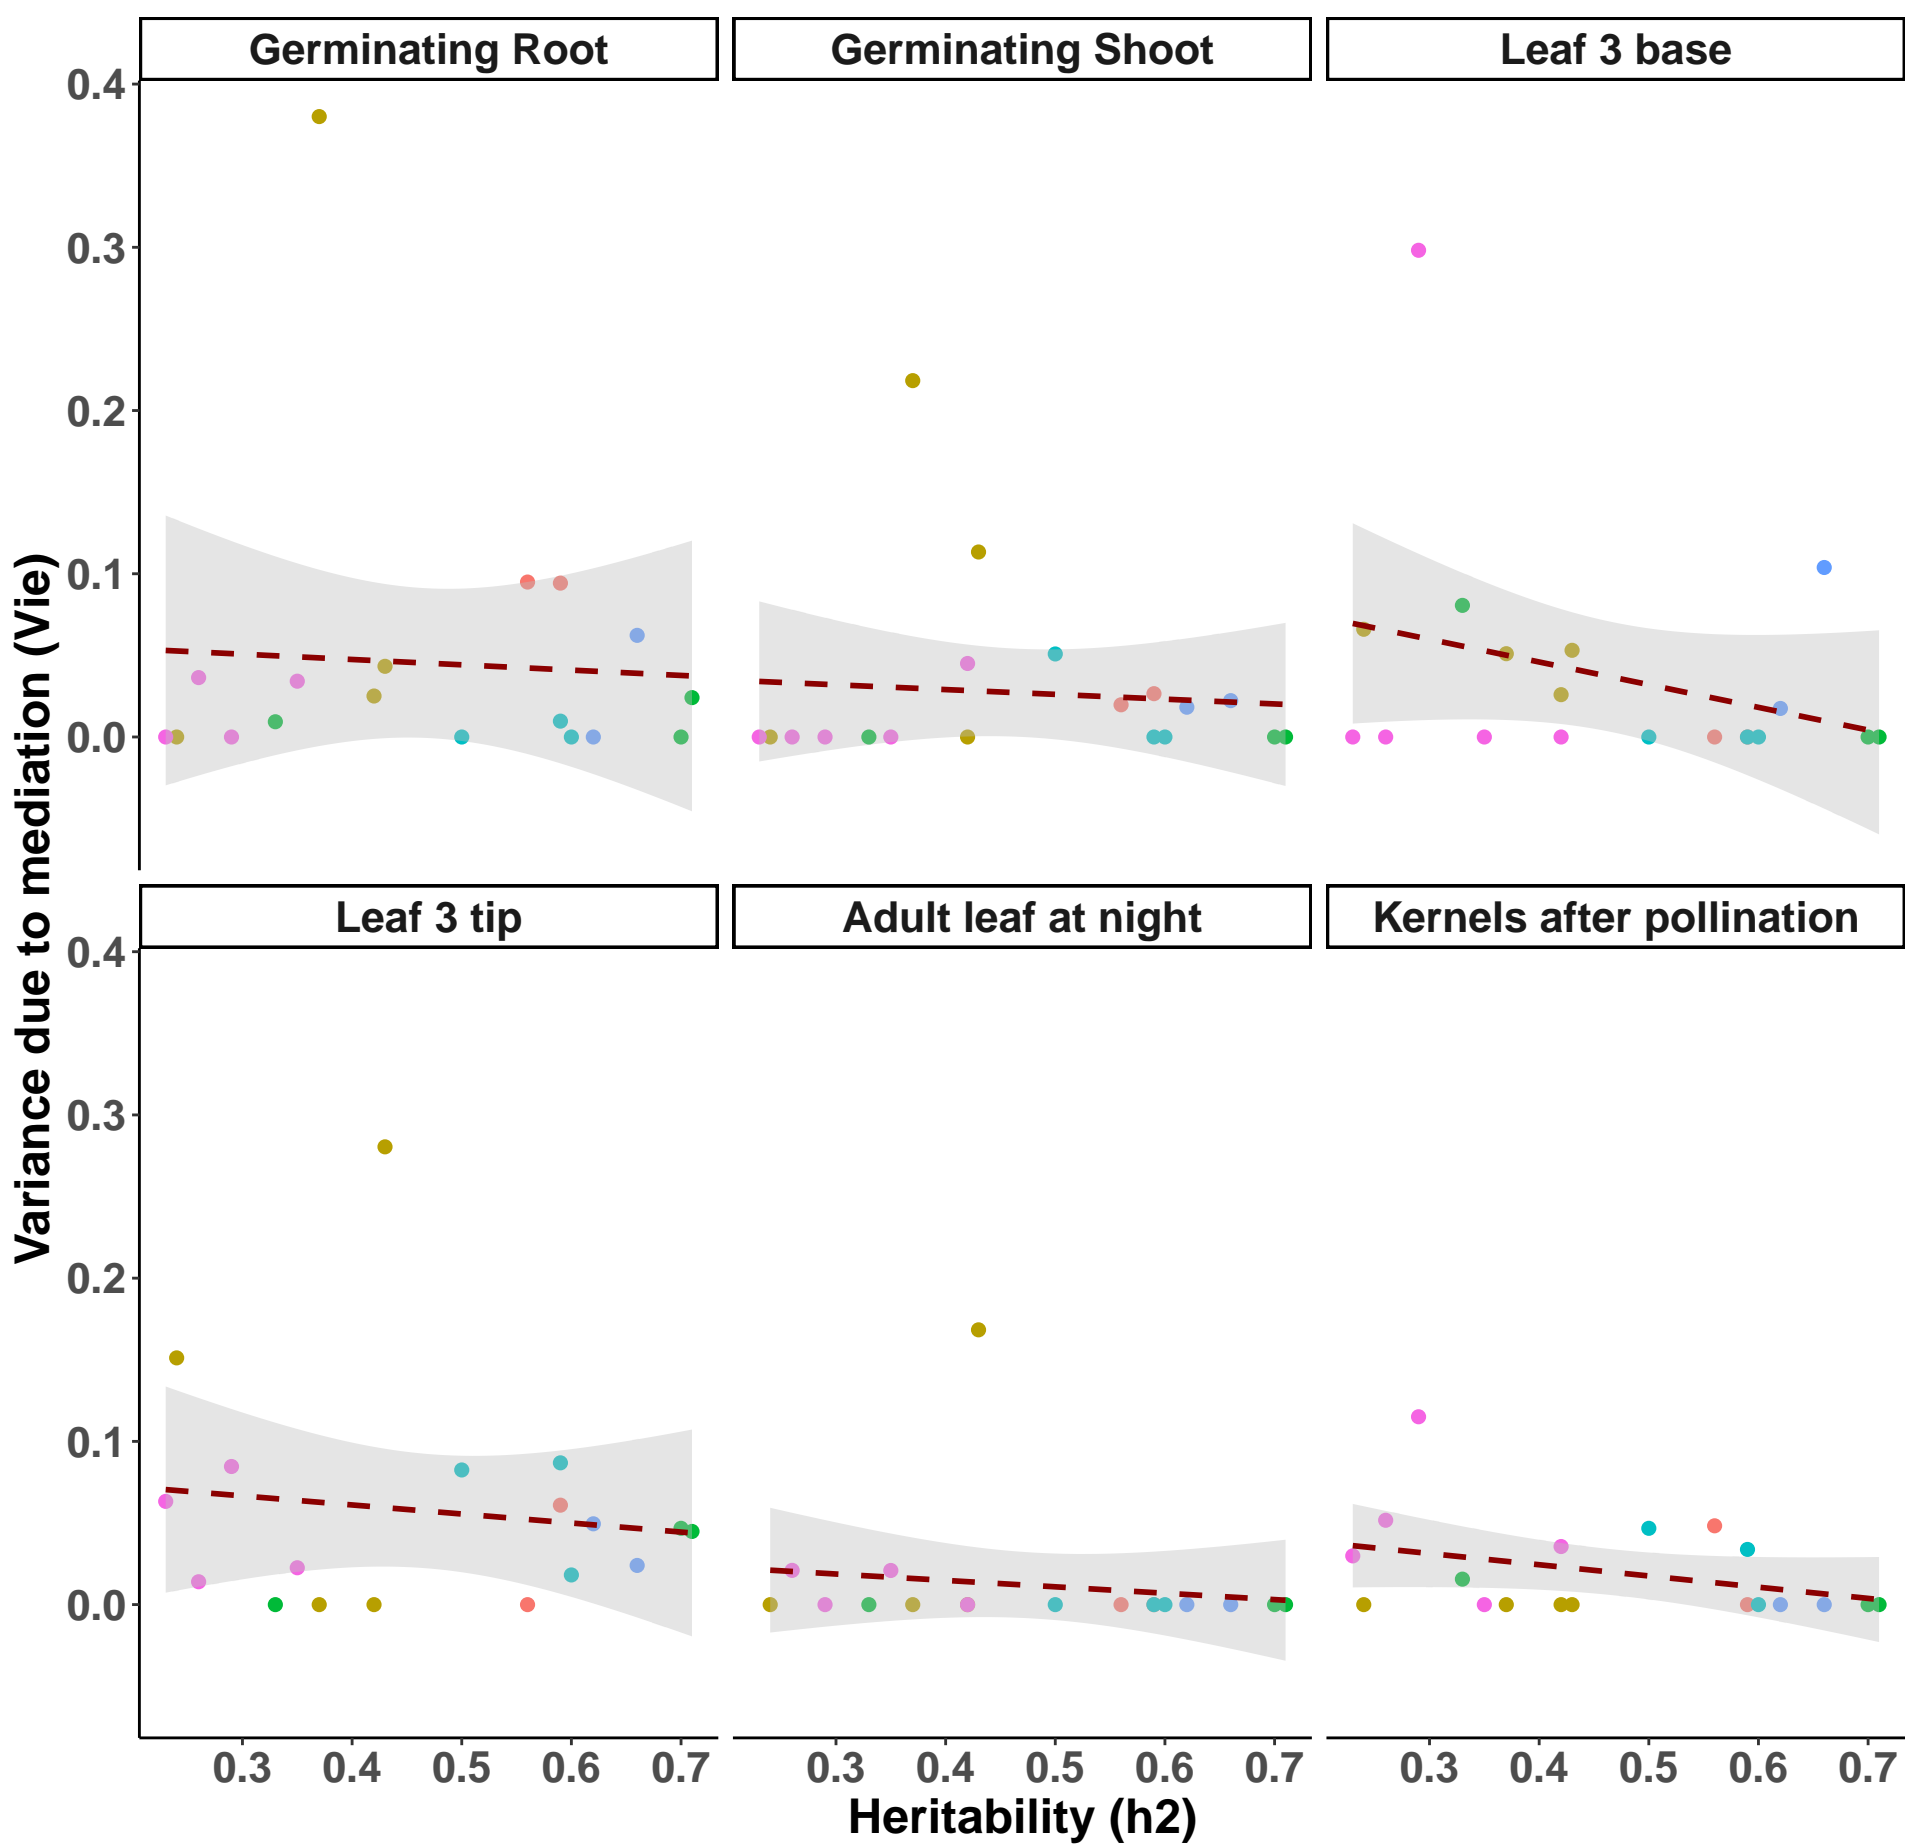 Germinating Root
Germinating Shoot
Leaf 3 base
0.4
0.3
0.2
0.1
0.0
Leaf 3 tip
Adult leaf at night
Kernels after pollination
0.4
0.3
0.2
0.1
0.0
0.3 0.4 0.5 0.6 0.7
0.3 0.4 0.5 0.6 0.7
0.3 0.4 0.5 0.6 0.7
Heritability (h2)
Variance due to mediation (Vie)